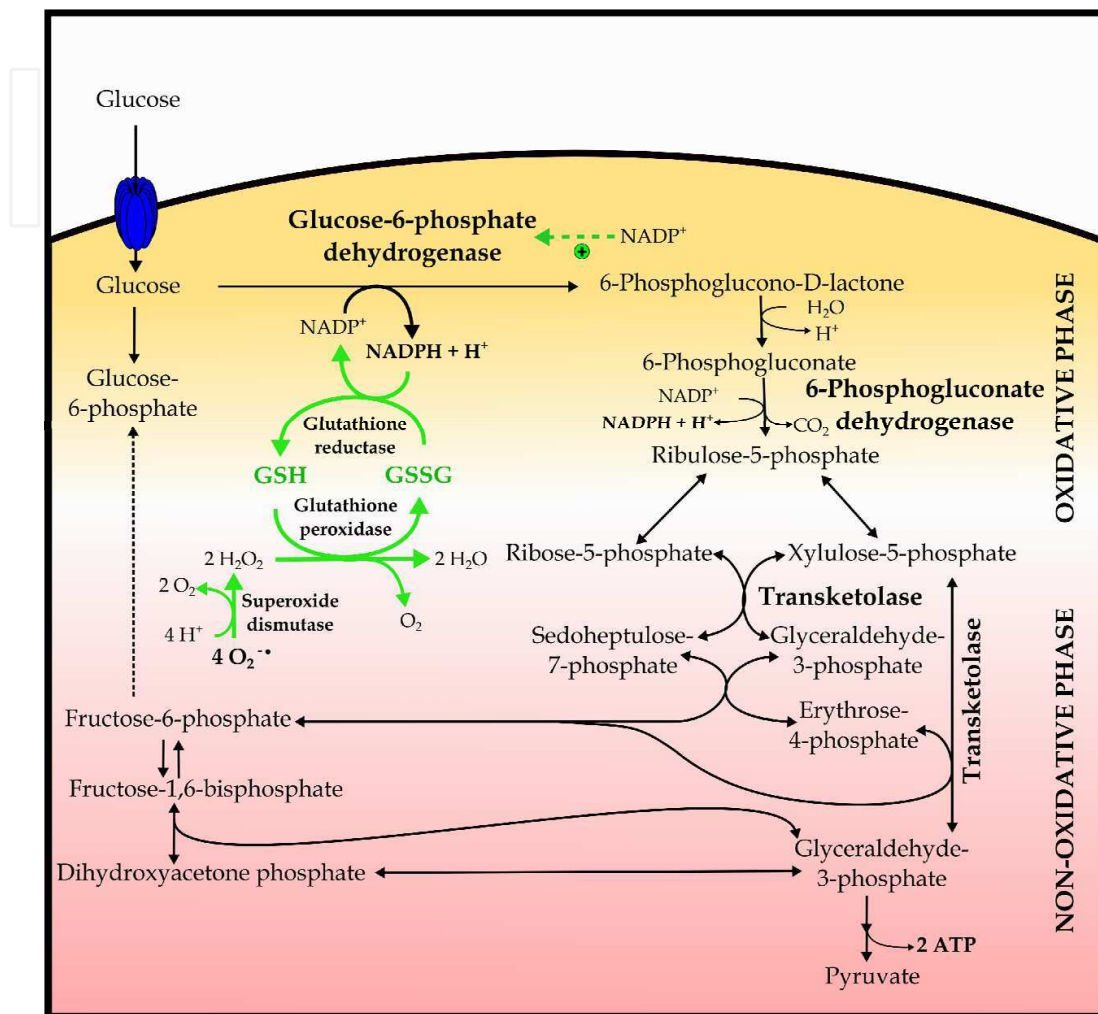 Glucose
Glucose-6-phosphate
dehydrogenase
NADP⁺
+
Glucose
6-Phosphoglucono-D-lactone
H₂O
H⁺
NADP⁺
NADPH + H⁺
Glucose-
6-phosphate
6-Phosphogluconate
NADP⁺
6-Phosphogluconate
dehydrogenase
NADPH + H⁺
CO₂
Ribulose-5-phosphate
Glutathione
reductase
GSH
GSSG
Glutathione
peroxidase
2 H₂O₂
2 H₂O
O₂
2 O₂
Superoxide
dismutase
4 H⁺
4 O₂⁻•
Ribose-5-phosphate
Xylulose-5-phosphate
Transketolase
Sedoheptulose-
7-phosphate
Glyceraldehyde-
3-phosphate
Erythrose-
4-phosphate
Transketolase
Fructose-6-phosphate
Fructose-1,6-bisphosphate
Dihydroxyacetone phosphate
Glyceraldehyde-
3-phosphate
2 ATP
Pyruvate
OXIDATIVE PHASE
NON-OXIDATIVE PHASE